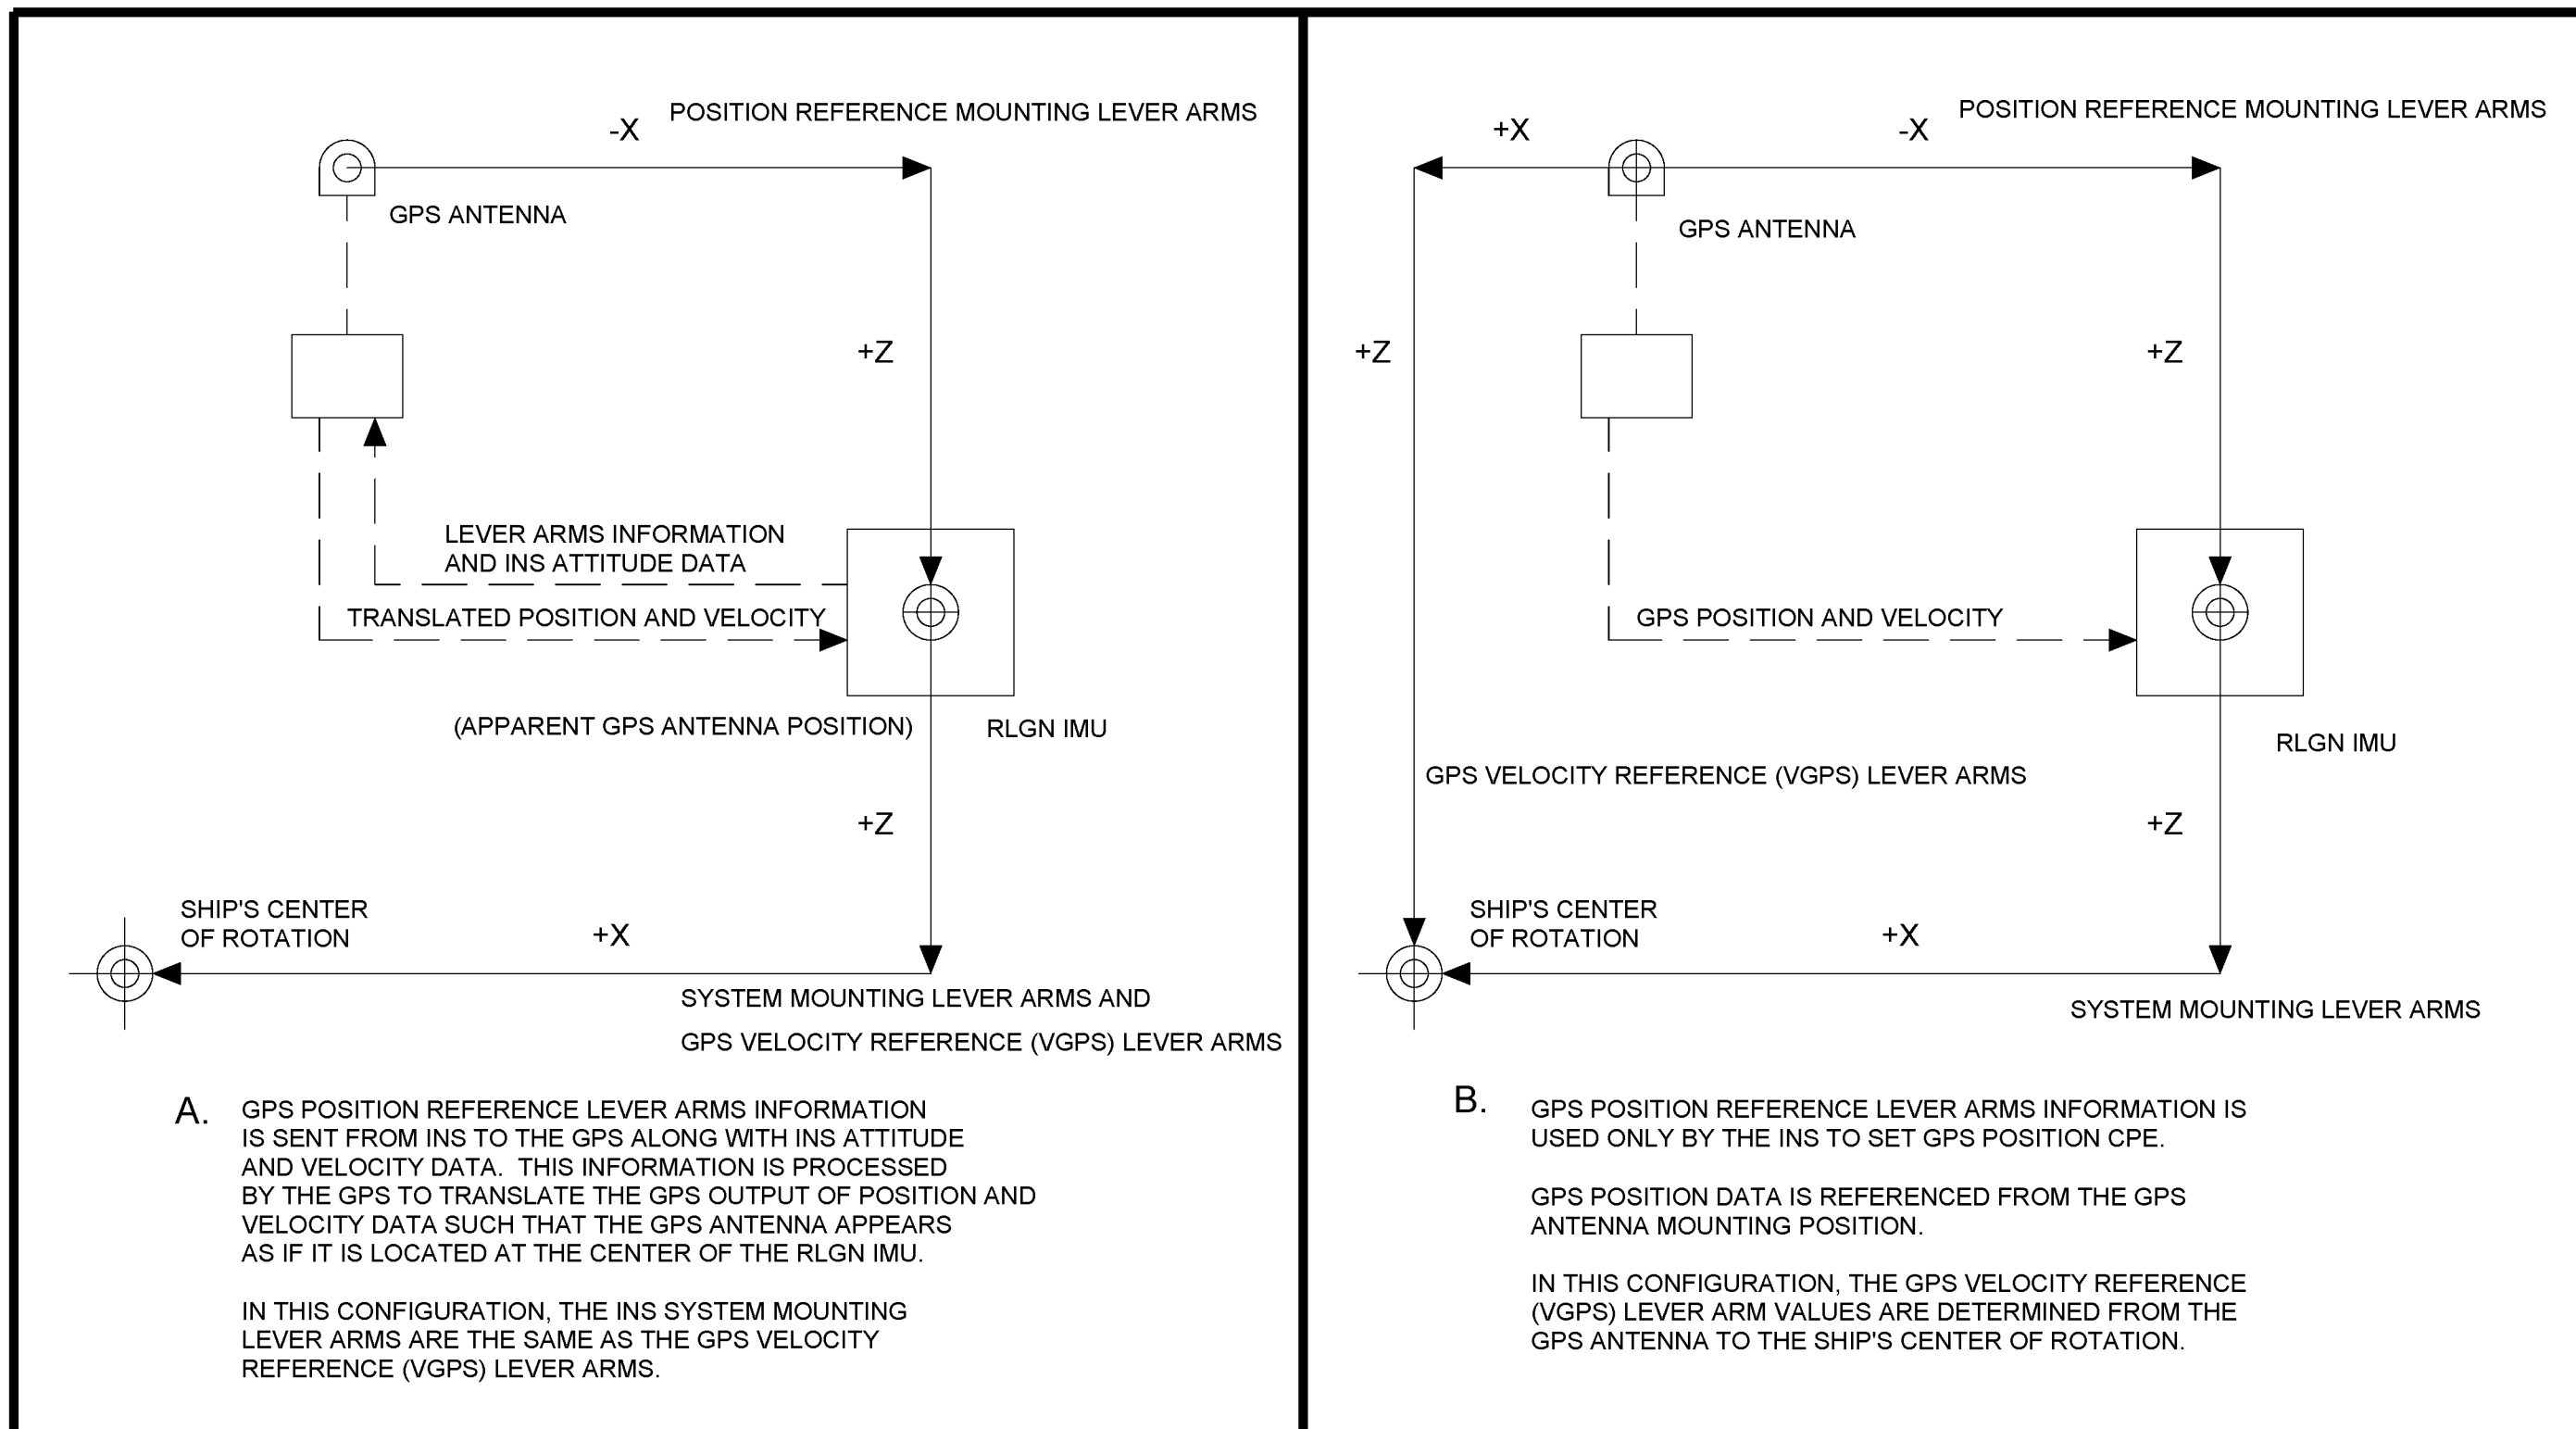 POSITION REFERENCE MOUNTING LEVER ARMS
-X
GPS ANTENNA
+Z
LEVER ARMS INFORMATION
AND INS ATTITUDE DATA
TRANSLATED POSITION AND VELOCITY
(APPARENT GPS ANTENNA POSITION)
RLGN IMU
+Z
SHIP'S CENTER
OF ROTATION
+X
SYSTEM MOUNTING LEVER ARMS AND
GPS VELOCITY REFERENCE (VGPS) LEVER ARMS
A.
GPS POSITION REFERENCE LEVER ARMS INFORMATION
IS SENT FROM INS TO THE GPS ALONG WITH INS ATTITUDE
AND VELOCITY DATA. THIS INFORMATION IS PROCESSED
BY THE GPS TO TRANSLATE THE GPS OUTPUT OF POSITION AND
VELOCITY DATA SUCH THAT THE GPS ANTENNA APPEARS
AS IF IT IS LOCATED AT THE CENTER OF THE RLGN IMU.
IN THIS CONFIGURATION, THE INS SYSTEM MOUNTING
LEVER ARMS ARE THE SAME AS THE GPS VELOCITY
REFERENCE (VGPS) LEVER ARMS.
POSITION REFERENCE MOUNTING LEVER ARMS
+X
-X
GPS ANTENNA
+Z
+Z
GPS POSITION AND VELOCITY
RLGN IMU
GPS VELOCITY REFERENCE (VGPS) LEVER ARMS
+Z
SHIP'S CENTER
OF ROTATION
+X
SYSTEM MOUNTING LEVER ARMS
B.
GPS POSITION REFERENCE LEVER ARMS INFORMATION IS
USED ONLY BY THE INS TO SET GPS POSITION CPE.
GPS POSITION DATA IS REFERENCED FROM THE GPS
ANTENNA MOUNTING POSITION.
IN THIS CONFIGURATION, THE GPS VELOCITY REFERENCE
(VGPS) LEVER ARM VALUES ARE DETERMINED FROM THE
GPS ANTENNA TO THE SHIP'S CENTER OF ROTATION.